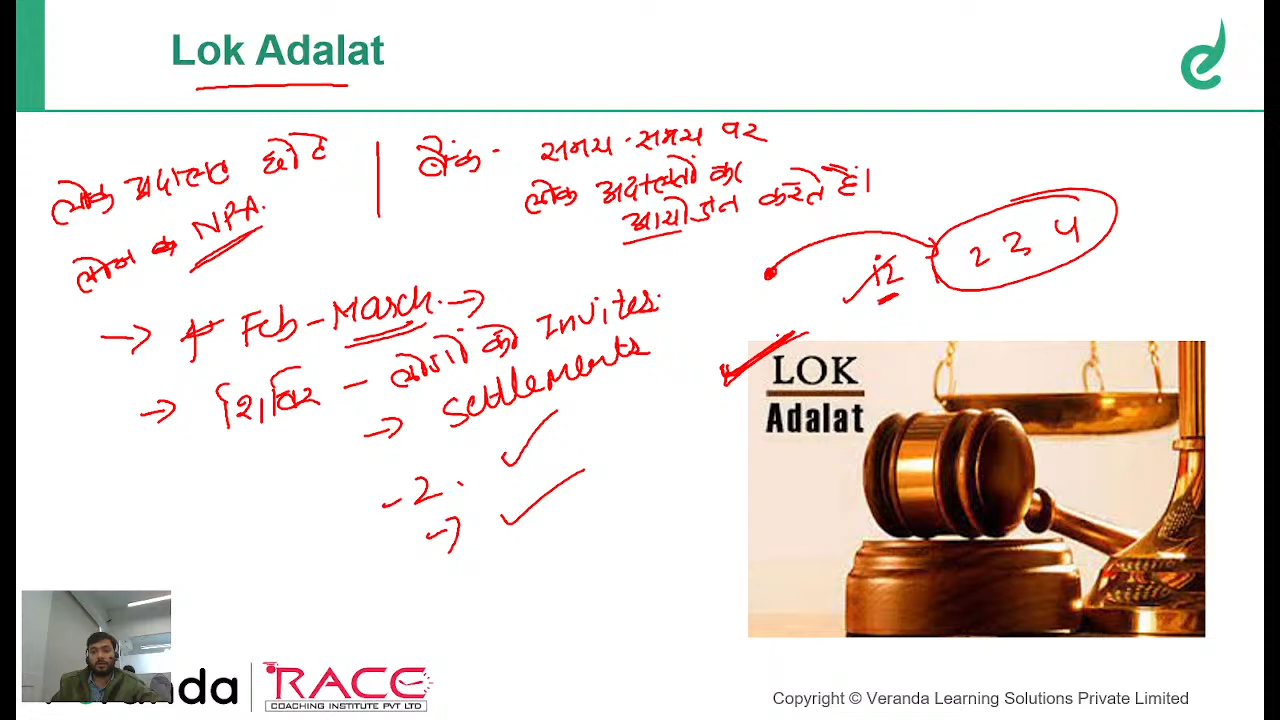 Lok Adalat
लोक अदालत छोटे
लोन के NPA.
बैंक - समय-समय पर
लोक अदालतों का
आयोजन करते हैं।
2 3 4
12
→ Feb - March. →
→ शिविर - लोगों को Invites.
→ Settlements
- 2.
LOK
Adalat
RACE
COACHING INSTITUTE PVT LTD
Copyright © Veranda Learning Solutions Private Limited